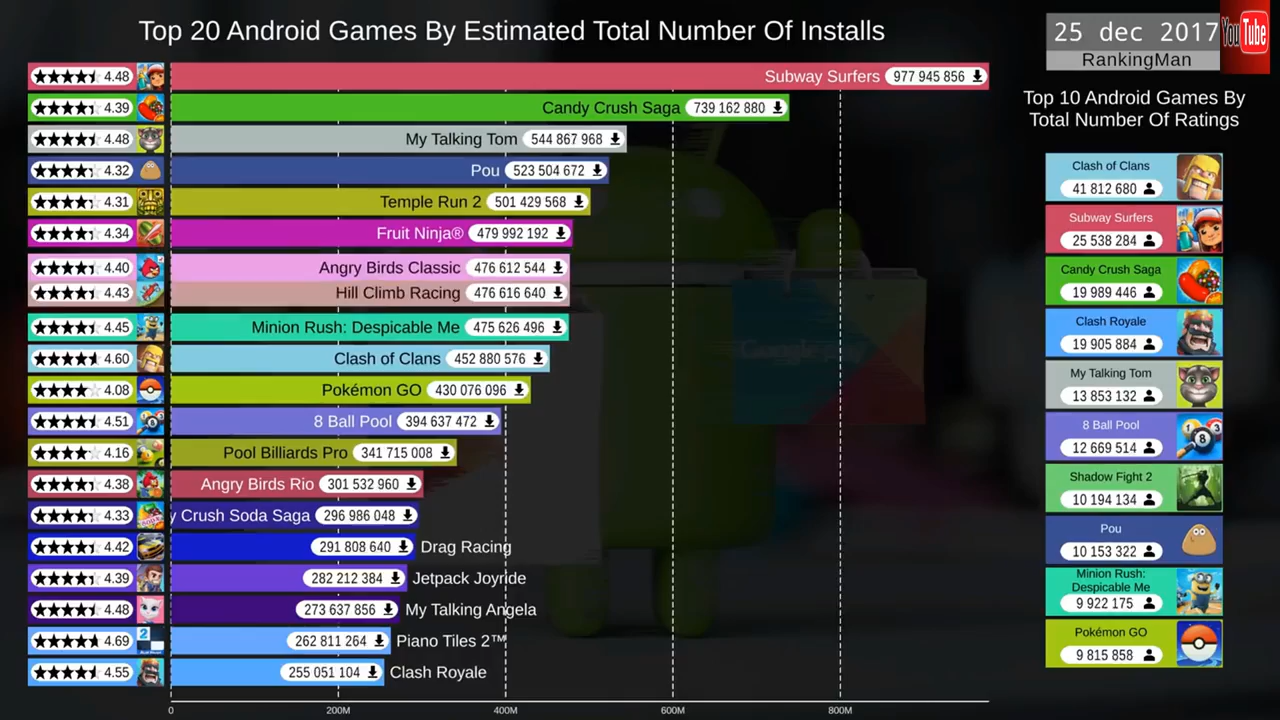 Top 20 Android Games By Estimated Total Number Of Installs
25 dec 2017
YouTube
RankingMan
4.48 Subway Surfers 977 945 856
4.39 Candy Crush Saga 739 162 880
4.48 My Talking Tom 544 867 968
4.32 Pou 523 504 672
4.31 Temple Run 2 501 429 568
4.34 Fruit Ninja® 479 992 192
4.40 Angry Birds Classic 476 612 544
4.43 Hill Climb Racing 476 616 640
4.45 Minion Rush: Despicable Me 475 626 496
4.60 Clash of Clans 452 880 576
4.08 Pokémon GO 430 076 096
4.51 8 Ball Pool 394 637 472
4.16 Pool Billiards Pro 341 715 008
4.38 Angry Birds Rio 301 532 960
4.33 y Crush Soda Saga 296 986 048
4.42 291 808 640 Drag Racing
4.39 282 212 384 Jetpack Joyride
4.48 273 637 856 My Talking Angela
4.69 262 811 264 Piano Tiles 2™
4.55 255 051 104 Clash Royale
0 200M 400M 600M 800M
Top 10 Android Games By
Total Number Of Ratings
Clash of Clans
41 812 680
Subway Surfers
25 538 284
Candy Crush Saga
19 989 446
Clash Royale
19 905 884
My Talking Tom
13 853 132
8 Ball Pool
12 669 514
Shadow Fight 2
10 194 134
Pou
10 153 322
Minion Rush:
Despicable Me
9 922 175
Pokémon GO
9 815 858